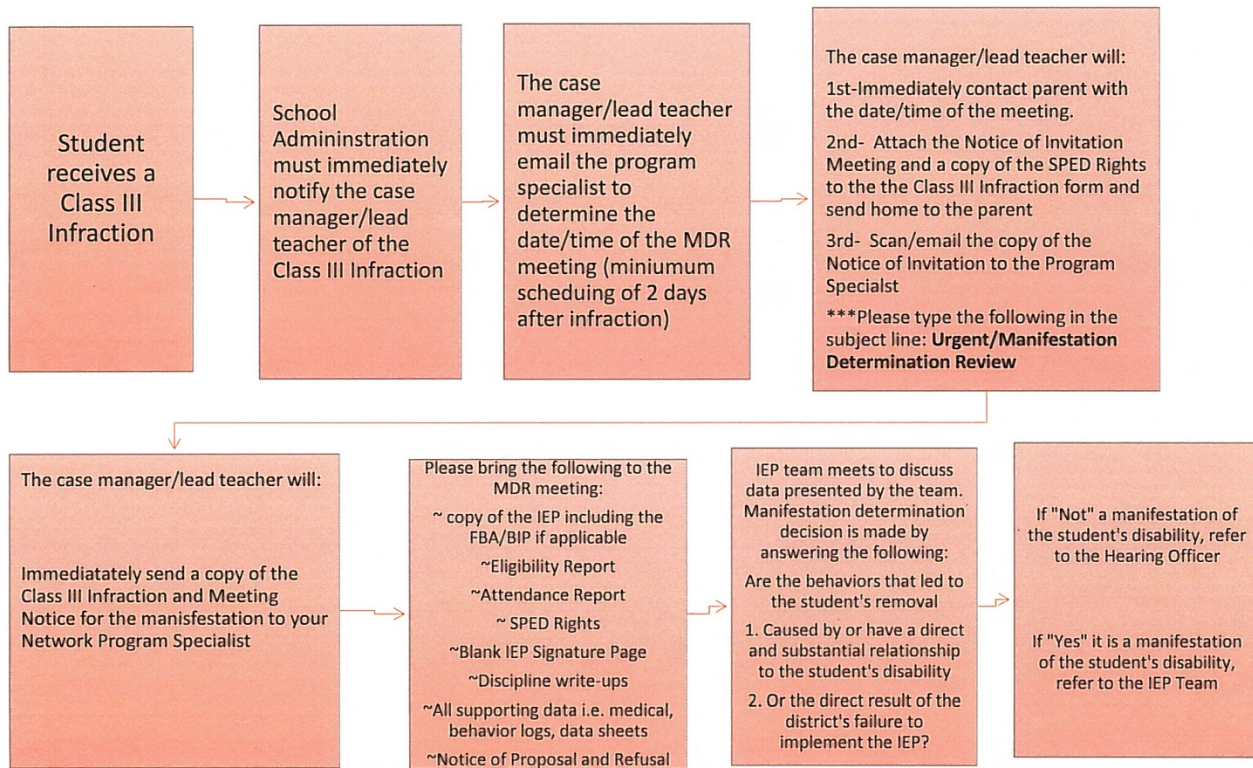 Student
receives a
Class III
Infraction
School
Admininstration
must immediately
notify the case
manager/lead
teacher of the
Class III Infraction
The case
manager/lead teacher
must immediately
email the program
specialist to
determine the
date/time of the MDR
meeting (miniumum
scheduing of 2 days
after infraction)
The case manager/lead teacher will:
1st-Immediately contact parent with
the date/time of the meeting.
2nd- Attach the Notice of Invitation
Meeting and a copy of the SPED Rights
to the the Class III Infraction form and
send home to the parent
3rd- Scan/email the copy of the
Notice of Invitation to the Program
Specialst
***Please type the following in the
subject line: Urgent/Manifestation
Determination Review
The case manager/lead teacher will:
Immediatately send a copy of the
Class III Infraction and Meeting
Notice for the manisfestation to your
Network Program Specialist
Please bring the following to the
MDR meeting:
~ copy of the IEP including the
FBA/BIP if applicable
~Eligibility Report
~Attendance Report
~ SPED Rights
~Blank IEP Signature Page
~Discipline write-ups
~All supporting data i.e. medical,
behavior logs, data sheets
~Notice of Proposal and Refusal
IEP team meets to discuss
data presented by the team.
Manifestation determination
decision is made by
answering the following:
Are the behaviors that led to
the student's removal
1. Caused by or have a direct
and substantial relationship
to the student's disability
2. Or the direct result of the
district's failure to
implement the IEP?
If "Not" a manifestation of
the student's disability, refer
to the Hearing Officer
If "Yes" it is a manifestation
of the student's disability,
refer to the IEP Team